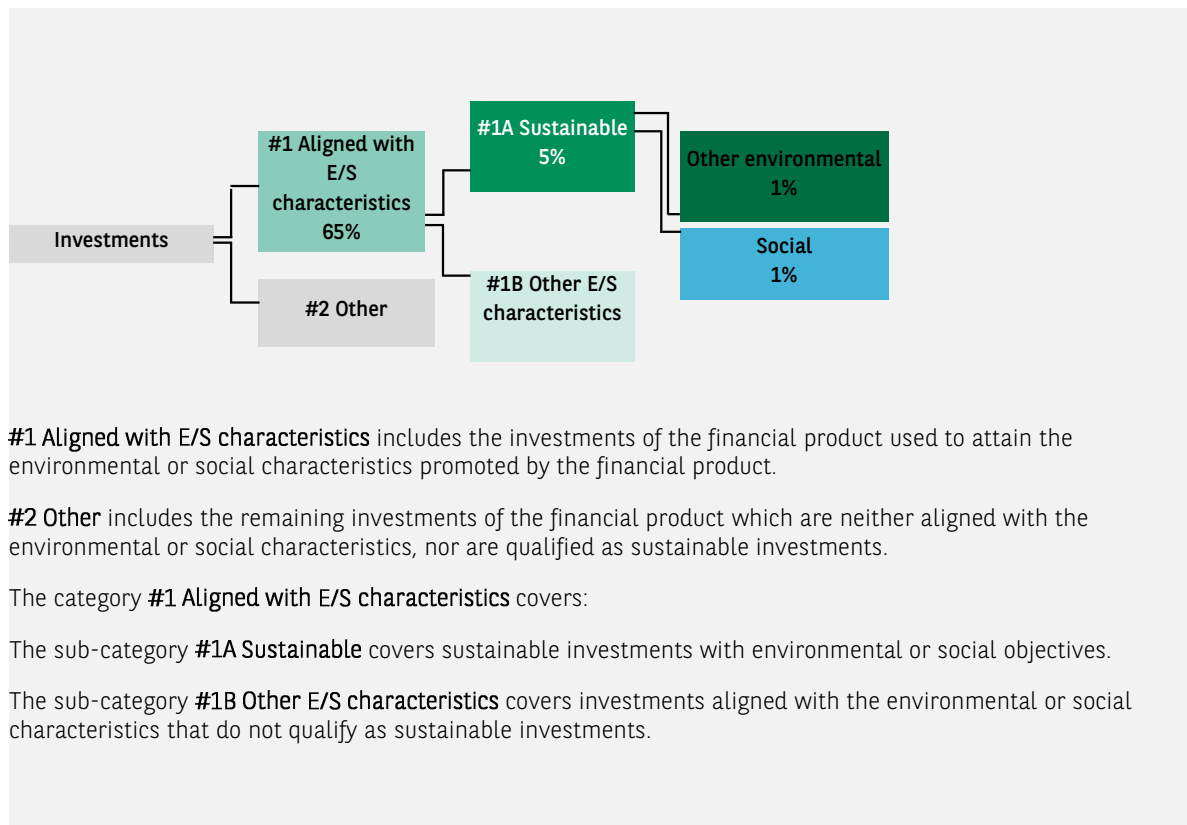 #1A Sustainable
5%
#1 Aligned with
E/S
characteristics
65%
Other environmental
1%
Investments
Social
1%
#1B Other E/S
characteristics
#2 Other
#1 Aligned with E/S characteristics includes the investments of the financial product used to attain the
environmental or social characteristics promoted by the financial product.
#2 Other includes the remaining investments of the financial product which are neither aligned with the
environmental or social characteristics, nor are qualified as sustainable investments.
The category #1 Aligned with E/S characteristics covers:
The sub-category #1A Sustainable covers sustainable investments with environmental or social objectives.
The sub-category #1B Other E/S characteristics covers investments aligned with the environmental or social
characteristics that do not qualify as sustainable investments.